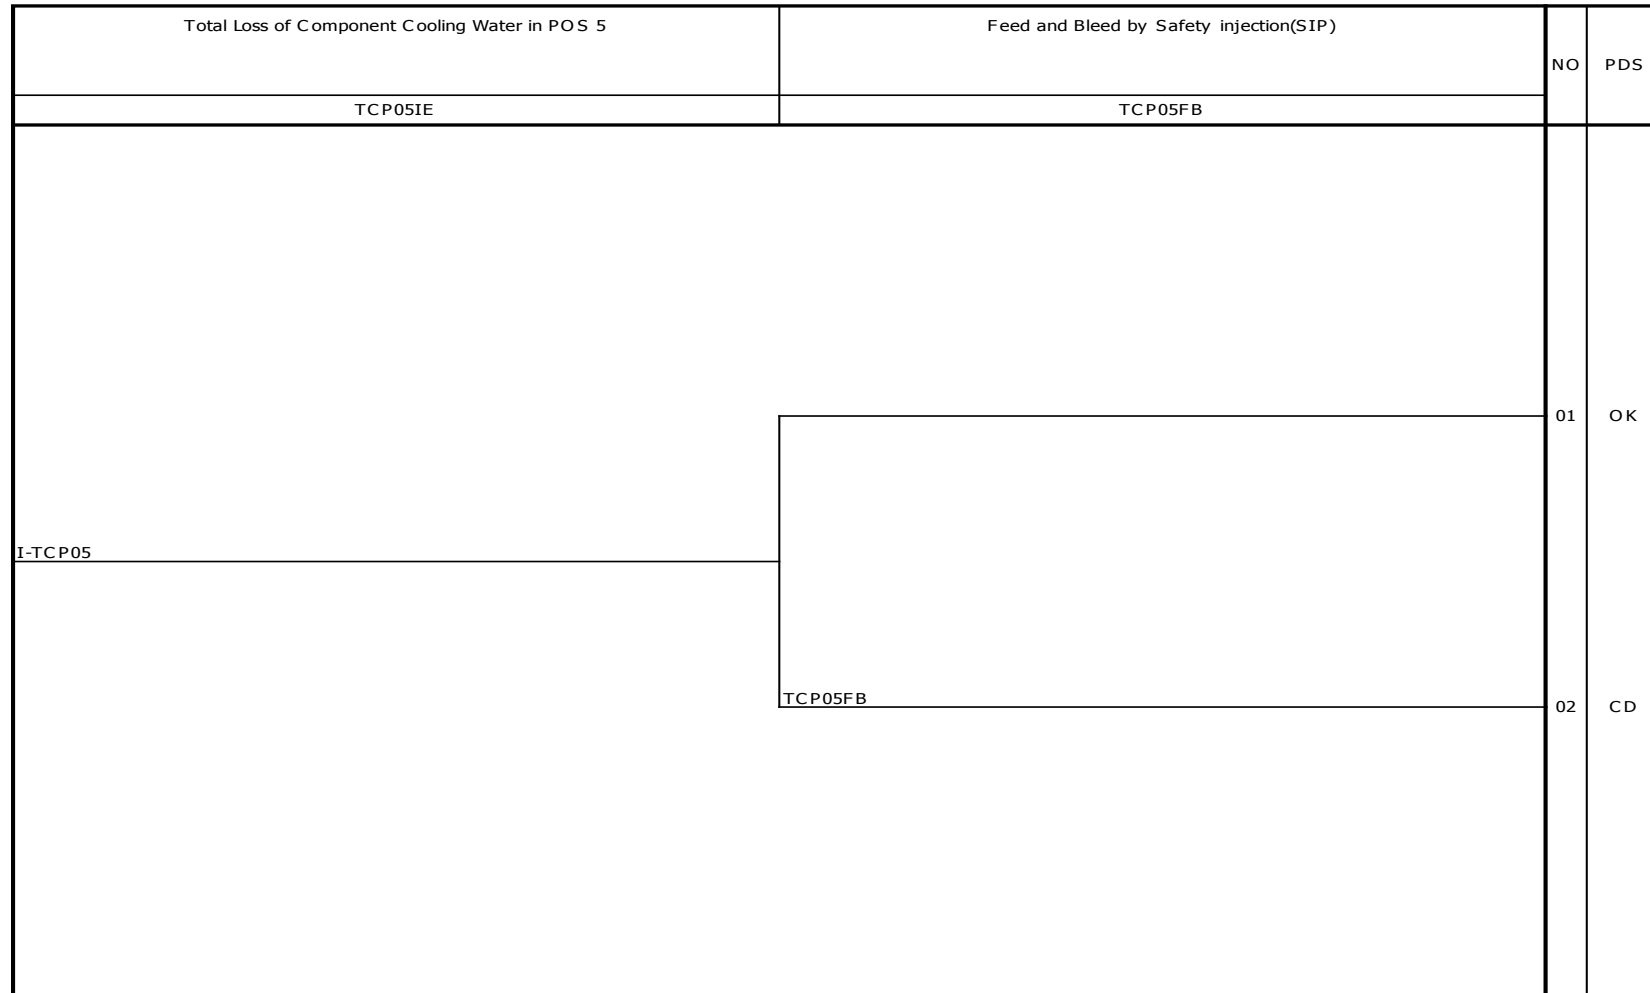 Total Loss of Component Cooling Water in POS 5
Feed and Bleed by Safety injection(SIP)
NO
PDS
TCP05IE
TCP05FB
01
OK
I-TCP05
TCP05FB
02
CD